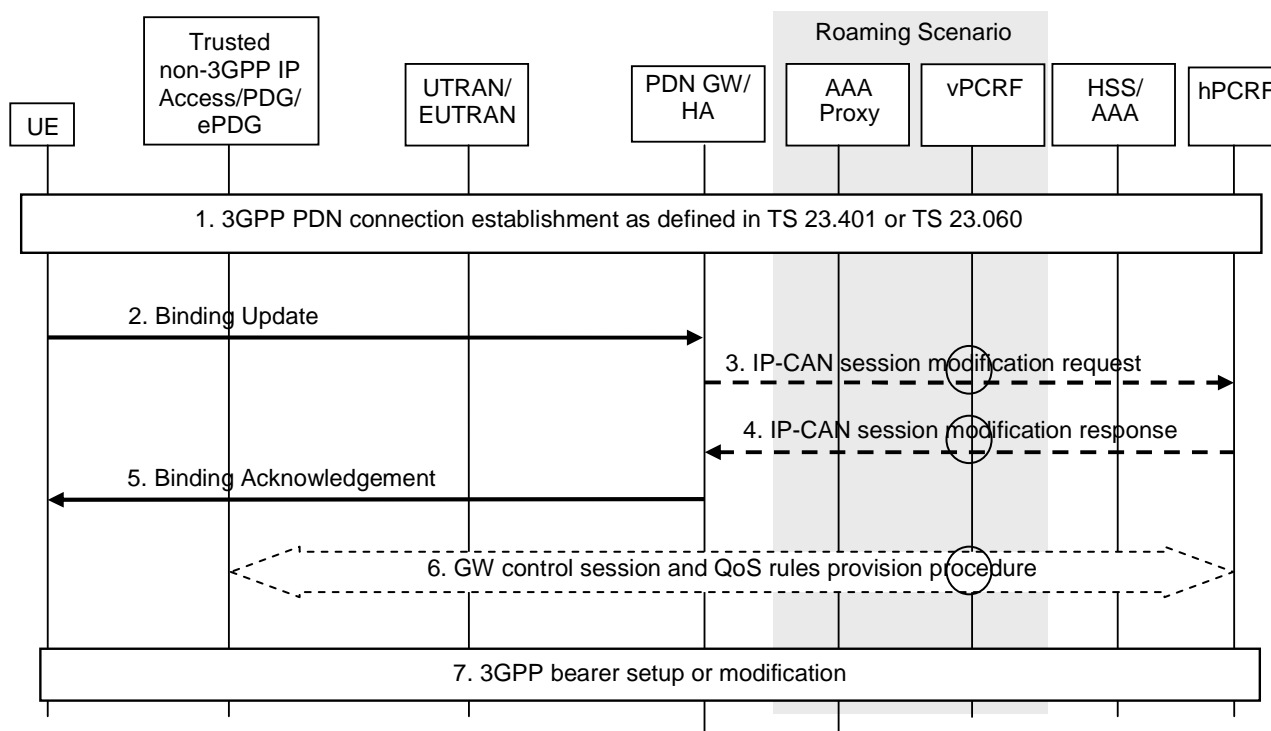 Roaming Scenario
UE
Trusted
non-3GPP IP
Access/PDG/
ePDG
UTRAN/
EUTRAN
PDN GW/
HA
AAA
Proxy
vPCRF
HSS/
AAA
hPCRF
1. 3GPP PDN connection establishment as defined in TS 23.401 or TS 23.060
2. Binding Update
3. IP-CAN session modification request
4. IP-CAN session modification response
5. Binding Acknowledgement
6. GW control session and QoS rules provision procedure
7. 3GPP bearer setup or modification